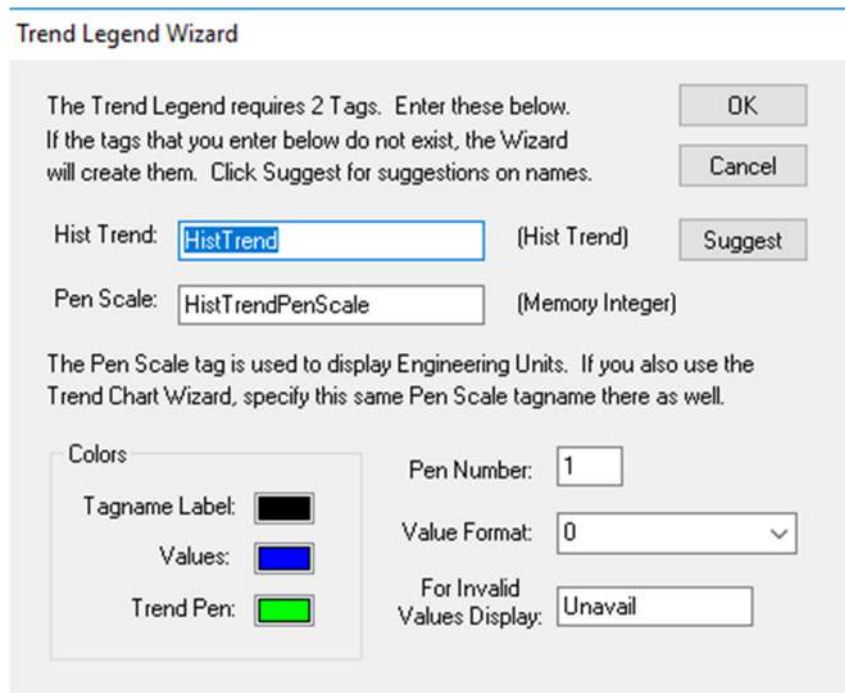 Trend Legend Wizard
The Trend Legend requires 2 Tags. Enter these below.
If the tags that you enter below do not exist, the Wizard
will create them. Click Suggest for suggestions on names.
OK
Cancel
Hist Trend: HistTrend (Hist Trend) Suggest
Pen Scale: HistTrendPenScale (Memory Integer)
The Pen Scale tag is used to display Engineering Units. If you also use the
Trend Chart Wizard, specify this same Pen Scale tagname there as well.
Colors
Tagname Label:
Values:
Trend Pen:
Pen Number: 1
Value Format: 0
For Invalid
Values Display: Unavail